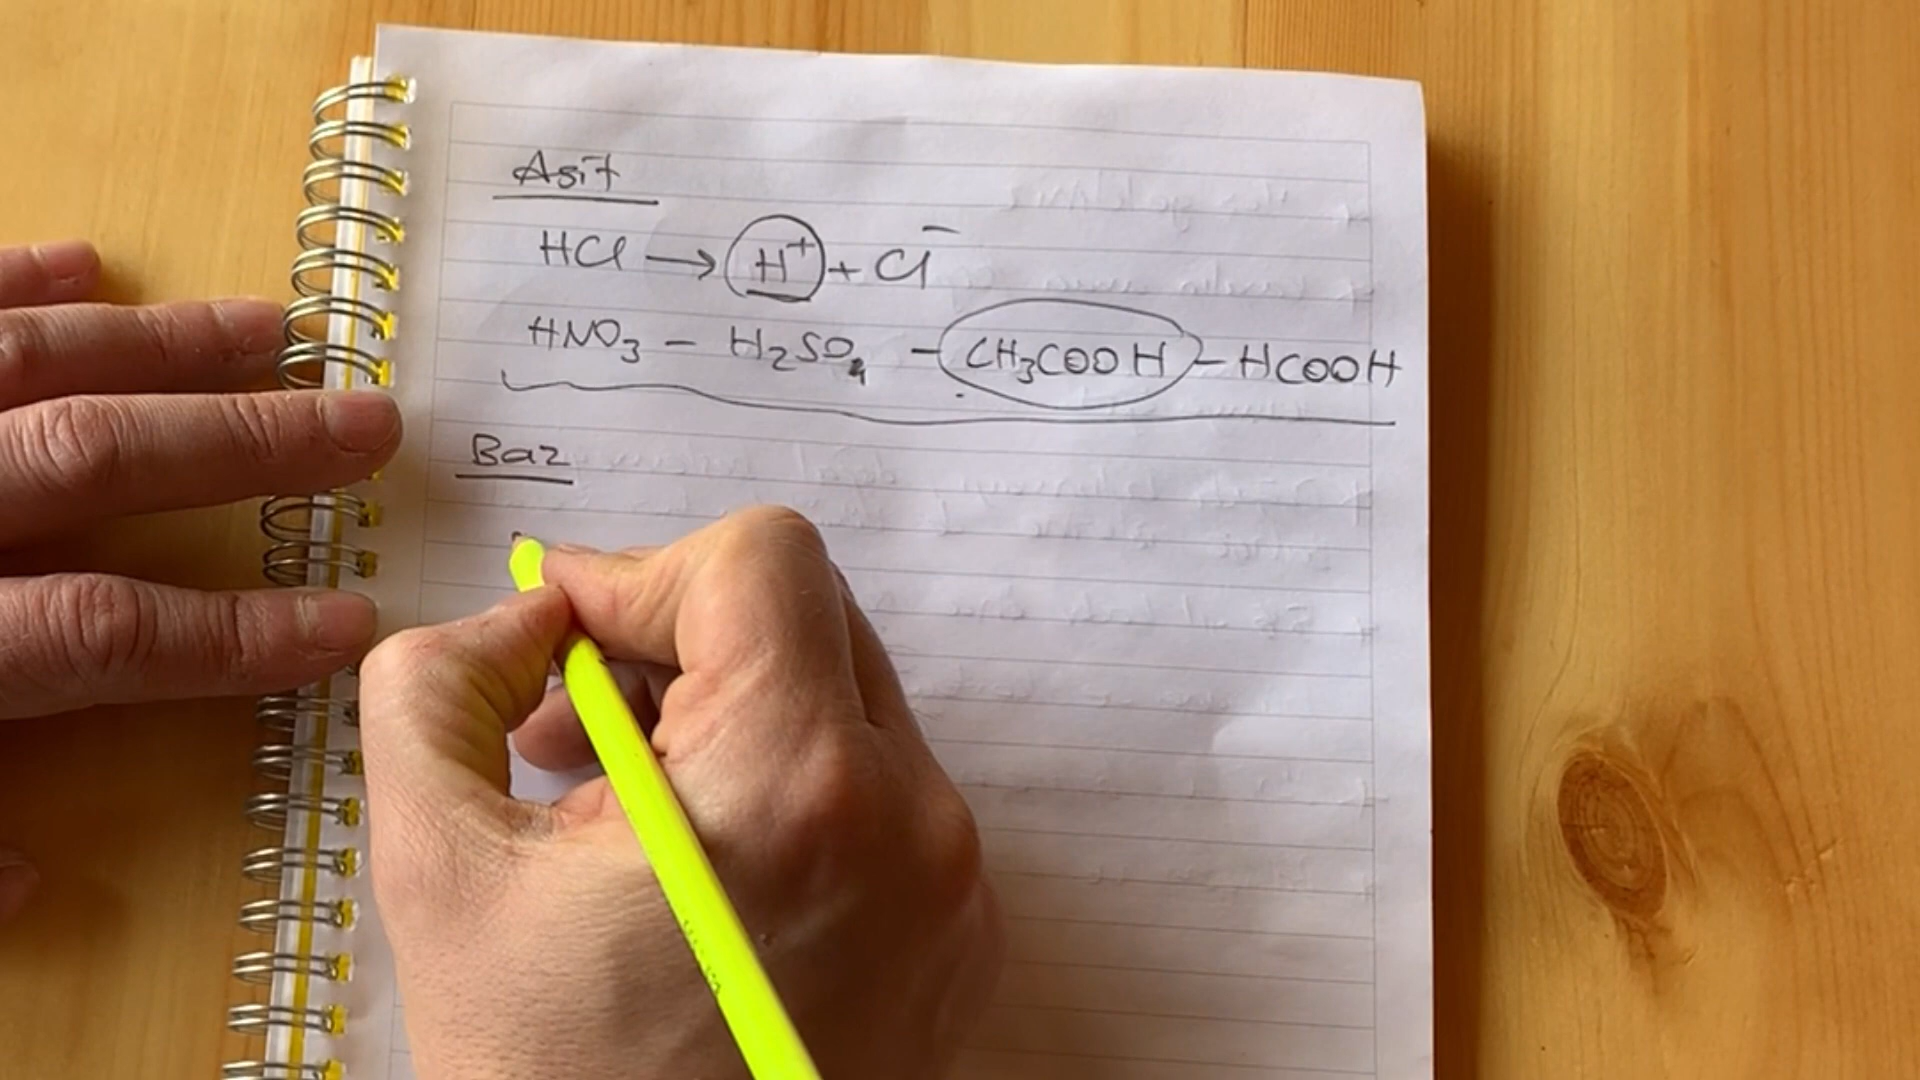 Asit
HCl → H⁺ + Cl⁻
HNO₃ - H₂SO₄ - CH₃COOH - HCOOH
Baz